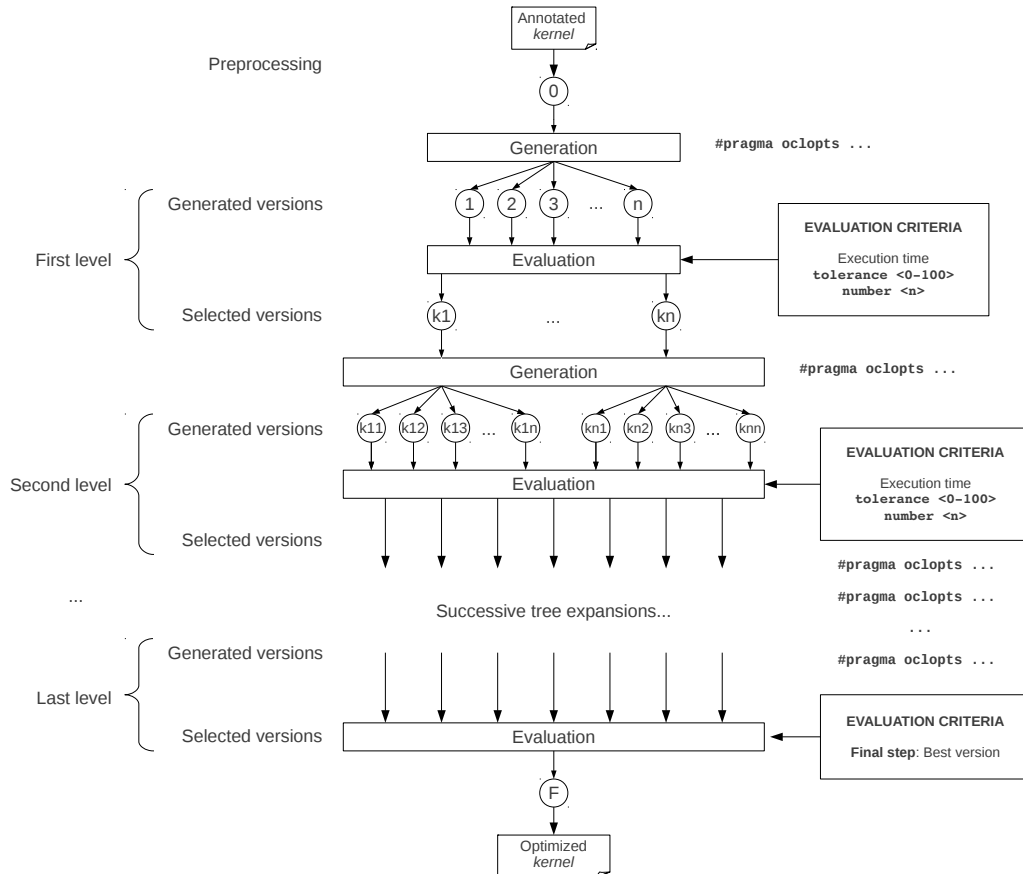 Annotated
kernel
Preprocessing
0
Generation
#pragma oclopts ...
Generated versions
1 2 3 ... n
First level
Evaluation
EVALUATION CRITERIA
Execution time
tolerance <0-100>
number <n>
Selected versions
k1 ... kn
Generation
#pragma oclopts ...
Generated versions
k11 k12 k13 ... k1n kn1 kn2 kn3 ... knn
Second level
Evaluation
EVALUATION CRITERIA
Execution time
tolerance <0-100>
number <n>
Selected versions
#pragma oclopts ...
...
Successive tree expansions...
#pragma oclopts ...
...
Generated versions
#pragma oclopts ...
Last level
Selected versions
Evaluation
EVALUATION CRITERIA
Final step: Best version
F
Optimized
kernel